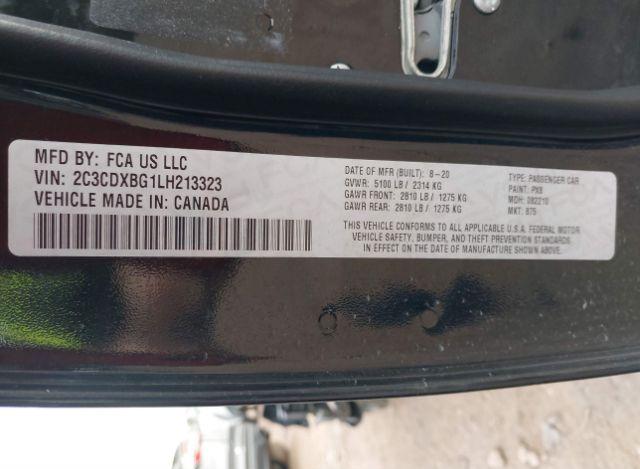 MFD BY: FCA US LLC
VIN: 2C3CDXBG1LH213323
VEHICLE MADE IN: CANADA
DATE OF MFR (BUILT): 8-20
GVWR: 5100 LB / 2314 KG
GAWR FRONT: 2810 LB / 1275 KG
GAWR REAR: 2810 LB / 1275 KG
TYPE: PASSENGER CAR
PAINT: PX8
MDH: 082210
MKT: 875
THIS VEHICLE CONFORMS TO ALL U.S.A. FEDERAL MOTOR
VEHICLE SAFETY, BUMPER, AND THEFT PREVENTION STANDARDS
IN EFFECT ON THE DATE OF MANUFACTURE SHOWN ABOVE.